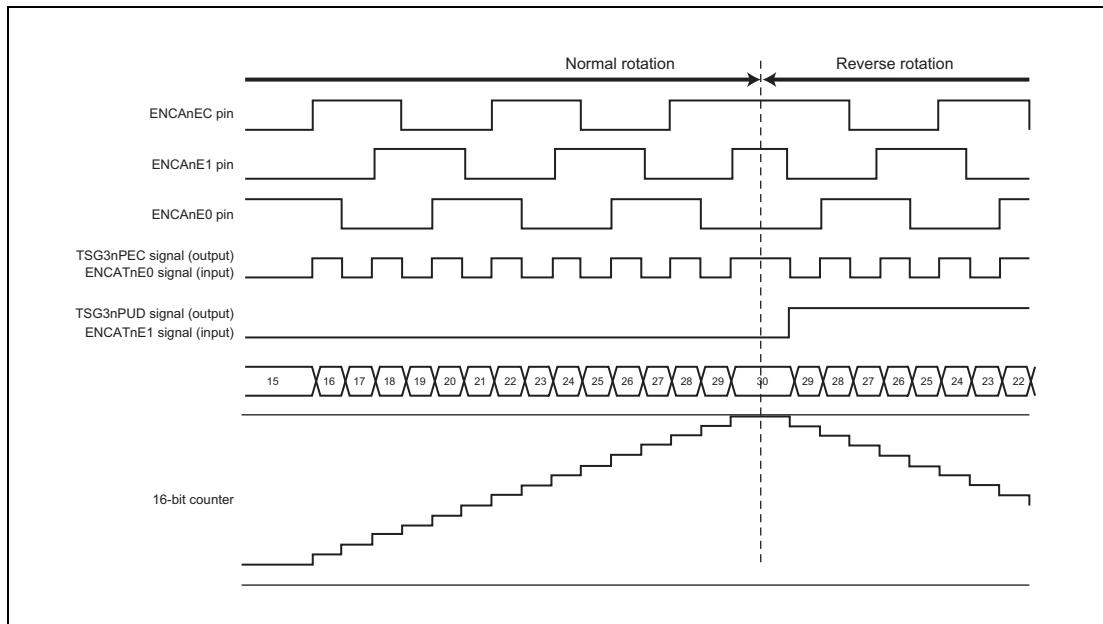 Normal rotation
Reverse rotation
ENCAnEC pin
ENCAnE1 pin
ENCAnE0 pin
TSG3nPEC signal (output)
ENCATnE0 signal (input)
TSG3nPUD signal (output)
ENCATnE1 signal (input)
15 16 17 18 19 20 21 22 23 24 25 26 27 28 29 30 29 28 27 26 25 24 23 22
16-bit counter